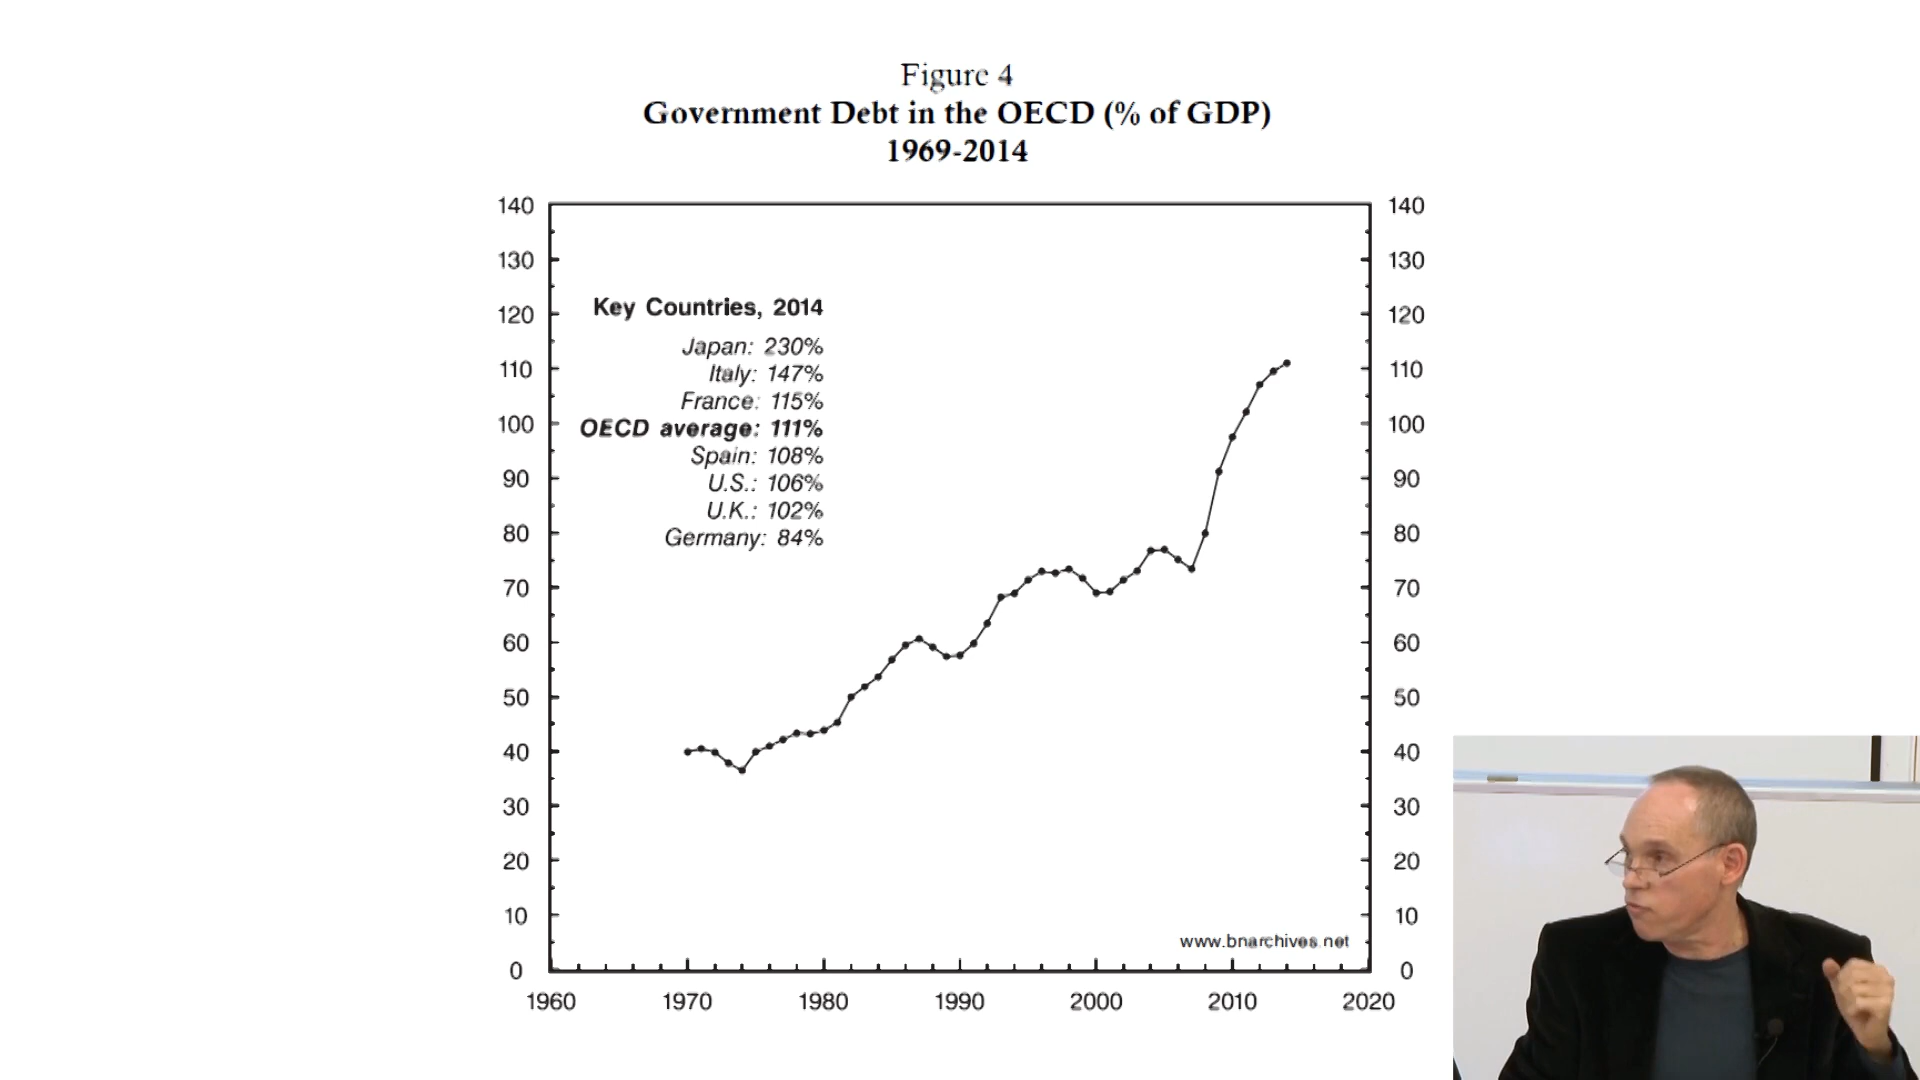 Figure 4
Government Debt in the OECD (% of GDP)
1969-2014
140 140
130 130
120 120
110 110
100 100
90 90
80 80
70 70
60 60
50 50
40 40
30 30
20 20
10 10
0 0
Key Countries, 2014
Japan: 230%
Italy: 147%
France: 115%
OECD average: 111%
Spain: 108%
U.S.: 106%
U.K.: 102%
Germany: 84%
www.bnarchives.net
1960 1970 1980 1990 2000 2010 2020